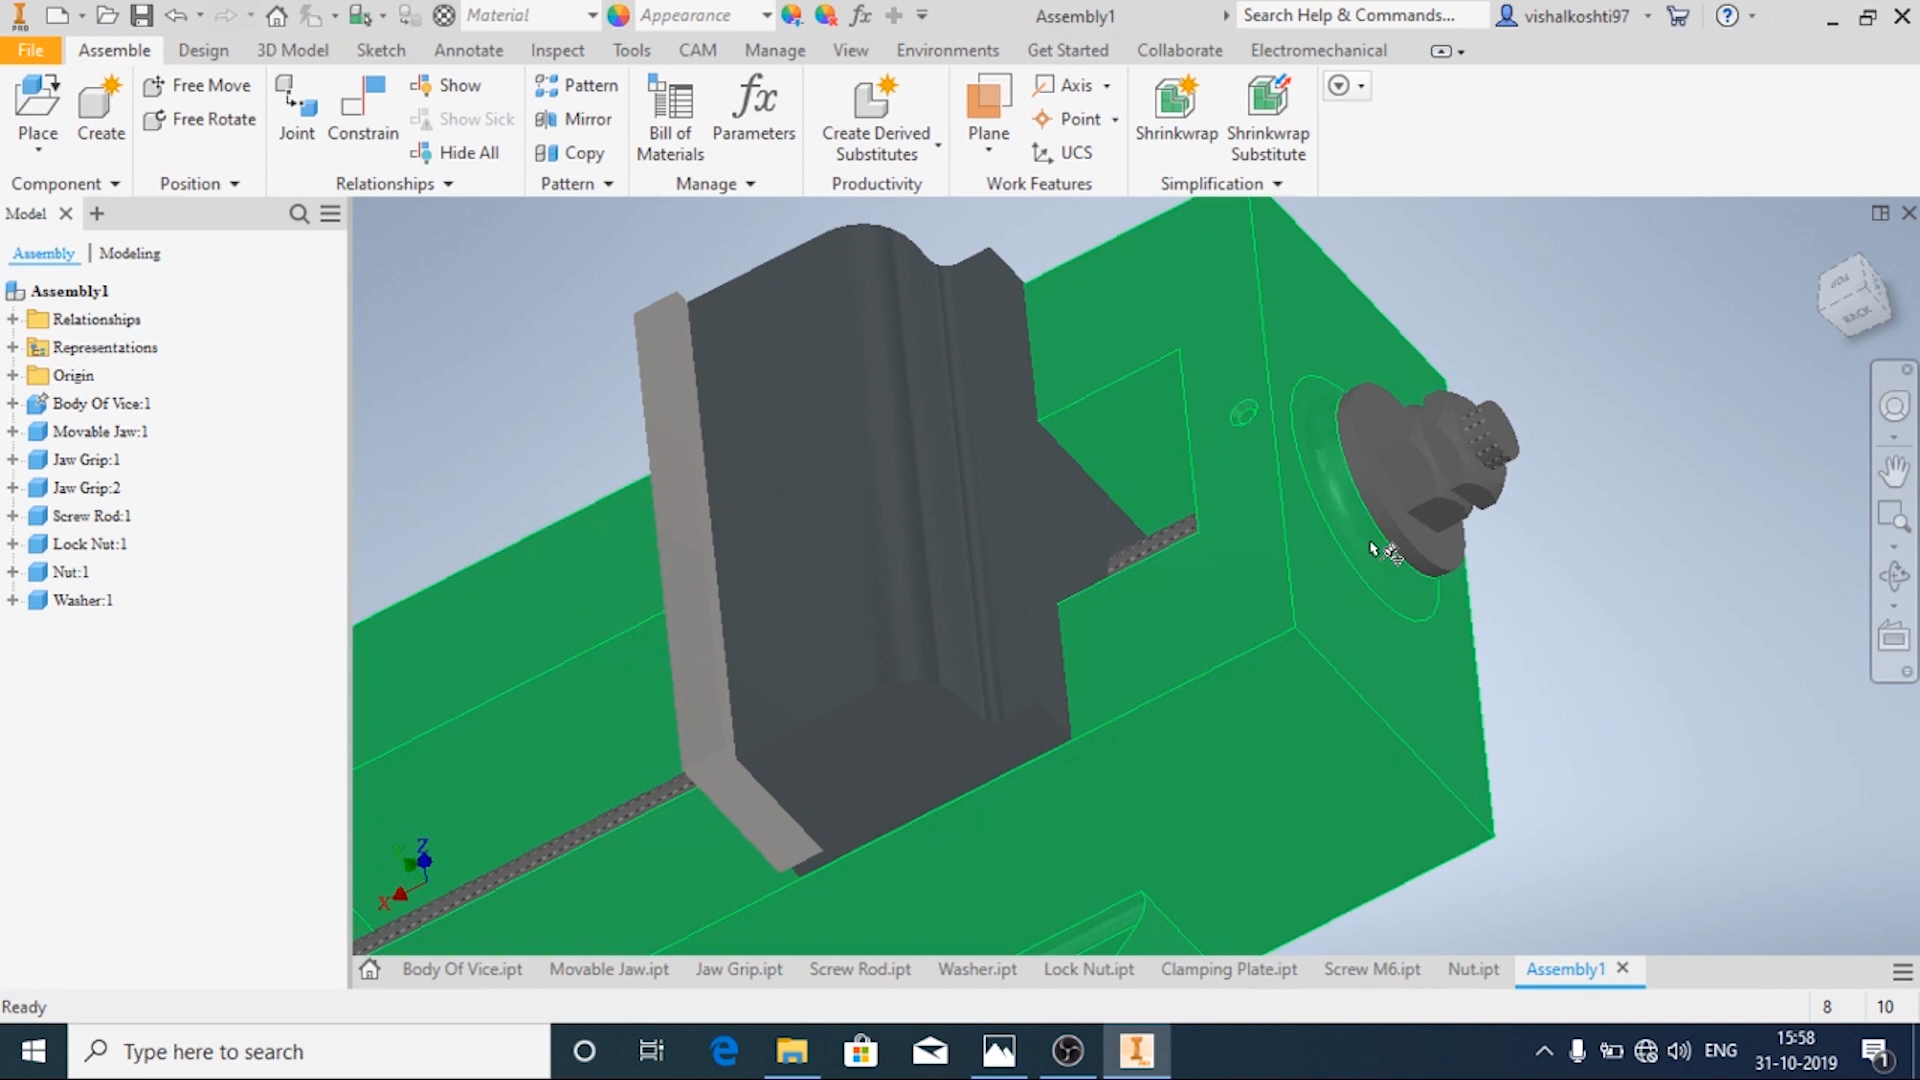 PRO
Material
Appearance
fx
Assembly1
Search Help & Commands...
vishalkoshti97
File
Assemble
Design
3D Model
Sketch
Annotate
Inspect
Tools
CAM
Manage
View
Environments
Get Started
Collaborate
Electromechanical
Place
Create
Free Move
Free Rotate
Joint
Constrain
Show
Show Sick
Hide All
Pattern
Mirror
Copy
Bill of
Materials
fx
Parameters
Create Derived
Substitutes
Plane
Axis
Point
UCS
Shrinkwrap
Shrinkwrap
Substitute
Component
Position
Relationships
Pattern
Manage
Productivity
Work Features
Simplification
Model
Assembly
Modeling
Assembly1
Relationships
Representations
Origin
Body Of Vice:1
Movable Jaw:1
Jaw Grip:1
Jaw Grip:2
Screw Rod:1
Lock Nut:1
Nut:1
Washer:1
TOP
BACK
Z
X
Body Of Vice.ipt
Movable Jaw.ipt
Jaw Grip.ipt
Screw Rod.ipt
Washer.ipt
Lock Nut.ipt
Clamping Plate.ipt
Screw M6.ipt
Nut.ipt
Assembly1
Ready
8
10
Type here to search
ENG
15:58
31-10-2019
1